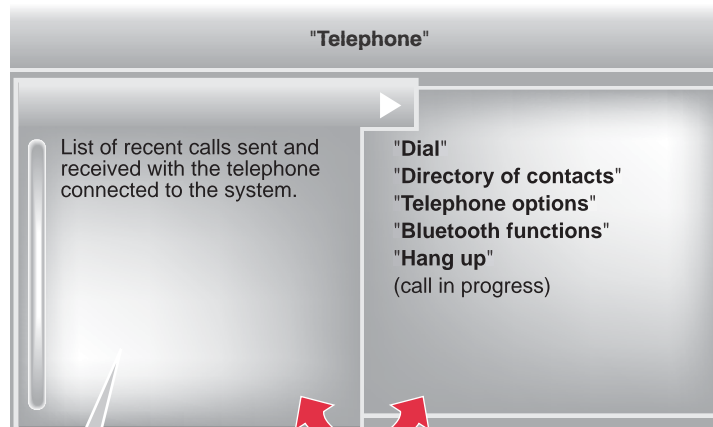 "Telephone"
List of recent calls sent and
received with the telephone
connected to the system.
"Dial"
"Directory of contacts"
"Telephone options"
"Bluetooth functions"
"Hang up"
(call in progress)